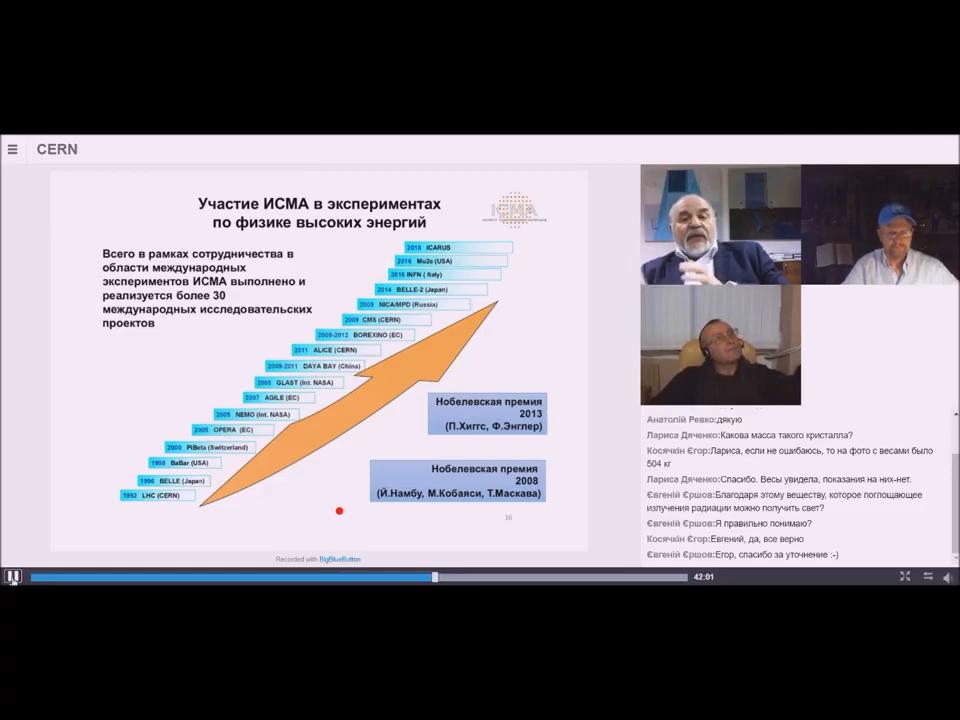 CERN
Участие ИСМА в экспериментах
по физике высоких энергий
Всего в рамках сотрудничества в
области международных
экспериментов ИСМА выполнено и
реализуется более 30
международных исследовательских
проектов
2018 ICARUS
2016 Mu2e (USA)
2016 INFN ( Italy)
2014 BELLE-2 (Japan)
NICA/MPD (Russia)
2009 CMS (CERN)
2008-2012 BOREXINO (EC)
2011 ALICE (CERN)
2009-2011 DAYA BAY (China)
GLAST (Int. NASA)
2007 AGILE (EC)
2005 NEMO (Int. NASA)
2005 OPERA (EC)
2000 PiBeta (Switzerland)
1998 BaBar (USA)
1996 BELLE (Japan)
1992 LHC (CERN)
Нобелевская премия
2013
(П.Хиггс, Ф.Энглер)
Нобелевская премия
2008
(Й.Намбу, М.Кобаяси, Т.Маскава)
16
Recorded with BigBlueButton
Анатолій Ревко:дякую
Лариса Дяченко:Какова масса такого кристалла?
Косячкін Єгор:Лариса, если не ошибаюсь, то на фото с весами было
504 кг
Лариса Дяченко:Спасибо. Весы увидела, показания на них-нет.
Євгеній Єршов:Благодаря этому веществу, которое поглощающее
излучения радиации можно получить свет?
Євгеній Єршов:Я правильно понимаю?
Косячкін Єгор:Евгений, да, все верно
Євгеній Єршов:Егор, спасибо за уточнение :-)
42:01